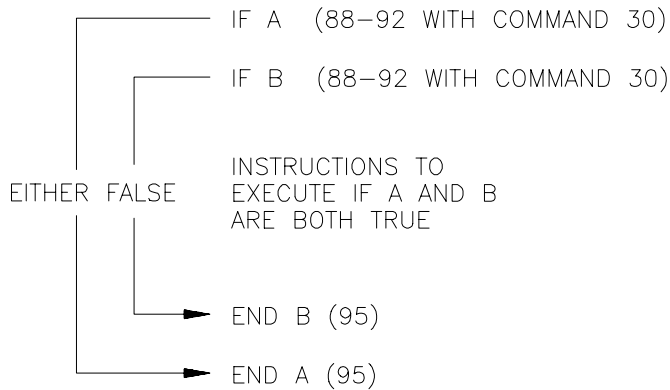 IF A (88-92 WITH COMMAND 30)
IF B (88-92 WITH COMMAND 30)
INSTRUCTIONS TO
EITHER FALSE EXECUTE IF A AND B
ARE BOTH TRUE
END B (95)
END A (95)